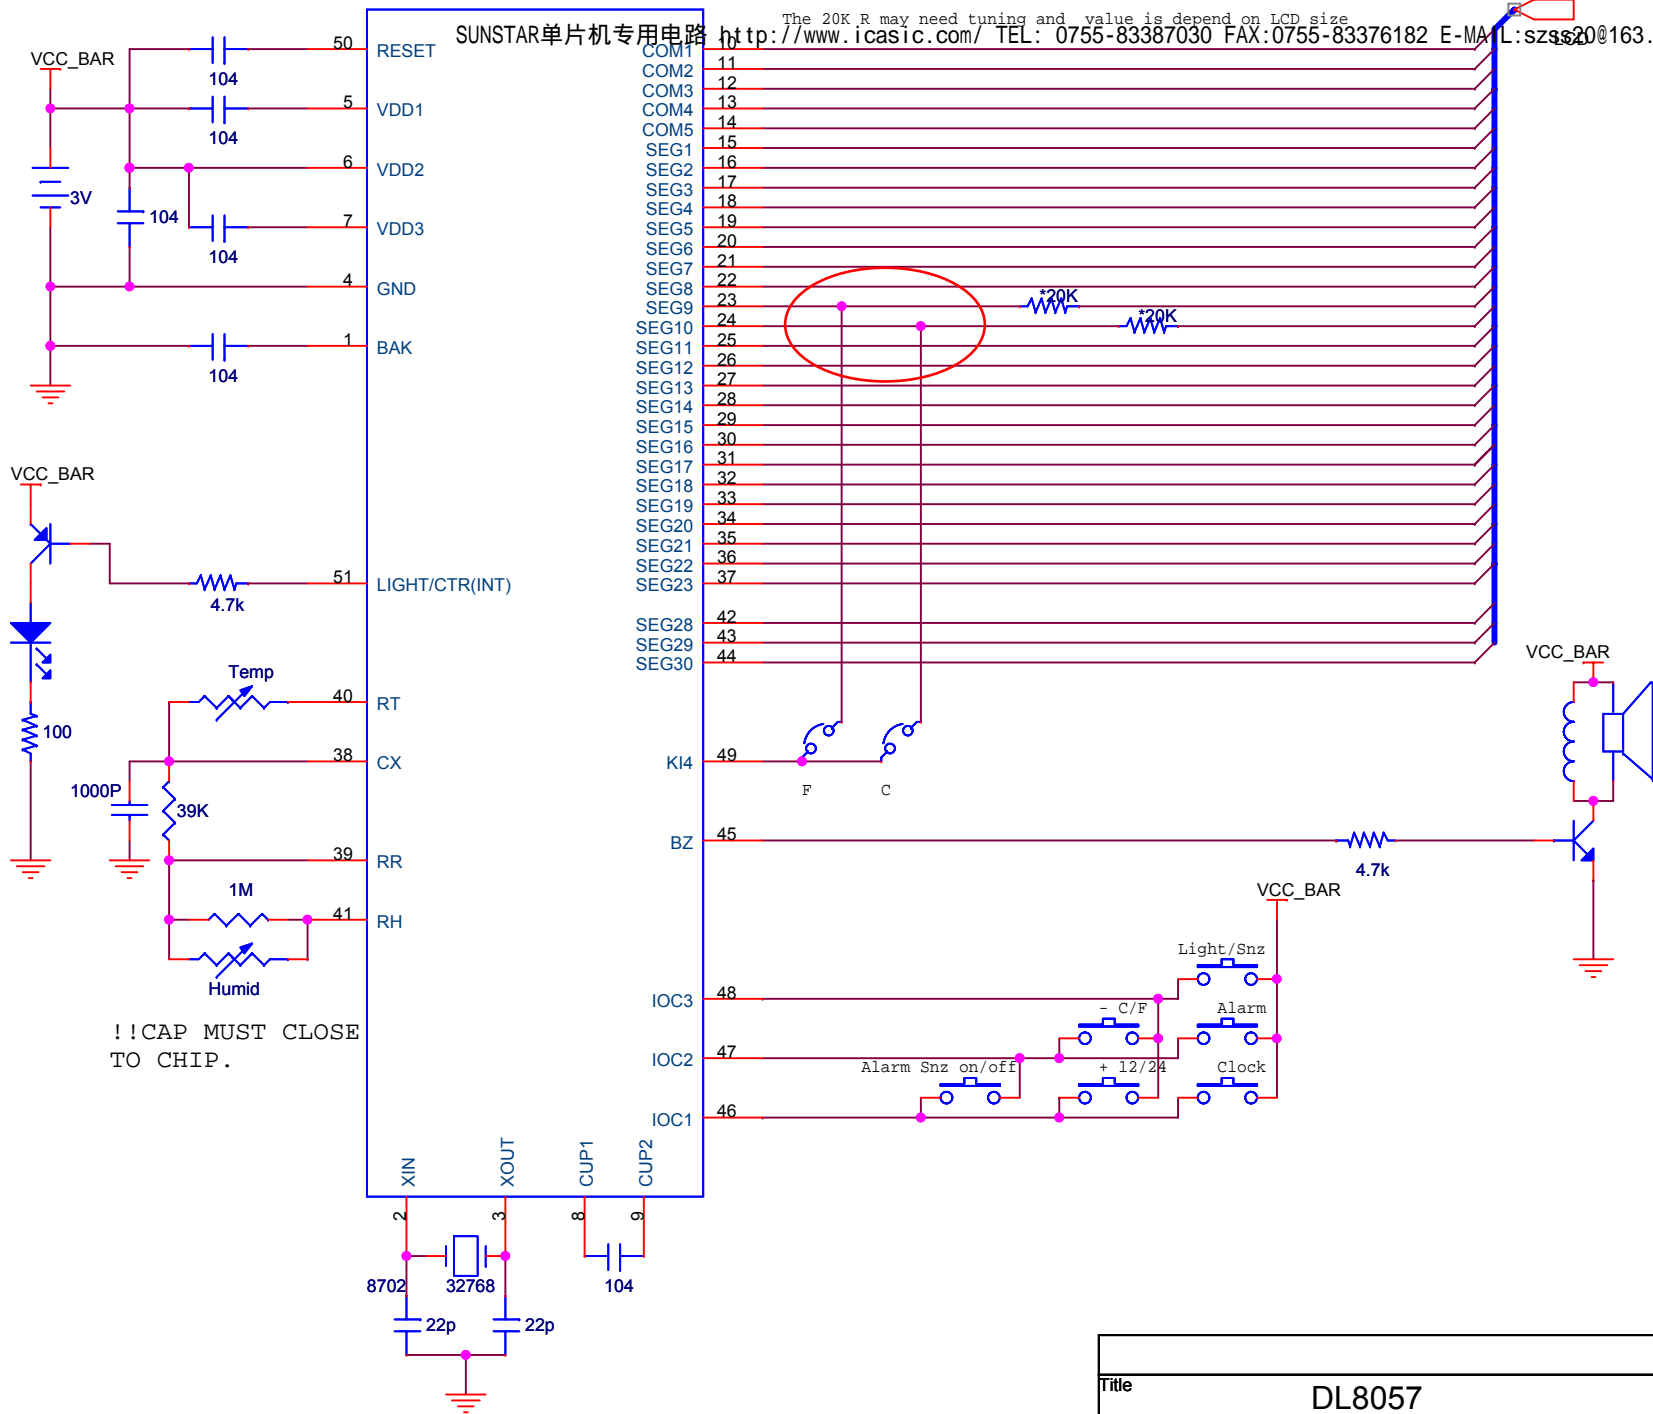 The 20K R may need tuning and value is depend on LCD size
SUNSTAR单片机专用电路 http://www.icasic.com/ TEL: 0755-83387030 FAX:0755-83376182 E-MAIL:szss20@163.
LCD
VCC_BAR
104
50 RESET
104
5 VDD1
6 VDD2
3V
104
104
7 VDD3
4 GND
104
1 BAK
COM1 10
COM2 11
COM3 12
COM4 13
COM5 14
SEG1 15
SEG2 16
SEG3 17
SEG4 18
SEG5 19
SEG6 20
SEG7 21
SEG8 22
SEG9 23
*20K
SEG10 24
*20K
SEG11 25
SEG12 26
SEG13 27
SEG14 28
SEG15 29
SEG16 30
SEG17 31
SEG18 32
SEG19 33
SEG20 34
SEG21 35
SEG22 36
SEG23 37
SEG28 42
SEG29 43
SEG30 44
VCC_BAR
4.7k
51 LIGHT/CTR(INT)
100
Temp
40 RT
38 CX
1000P
39K
39 RR
1M
41 RH
Humid
!!CAP MUST CLOSE
TO CHIP.
KI4 49
F C
BZ 45
4.7k
VCC_BAR
VCC_BAR
Light/Snz
IOC3 48
- C/F Alarm
IOC2 47
Alarm Snz on/off + 12/24 Clock
IOC1 46
XIN XOUT CUP1 CUP2
2 3 8 9
8702 32768 104
22p 22p
Title
DL8057